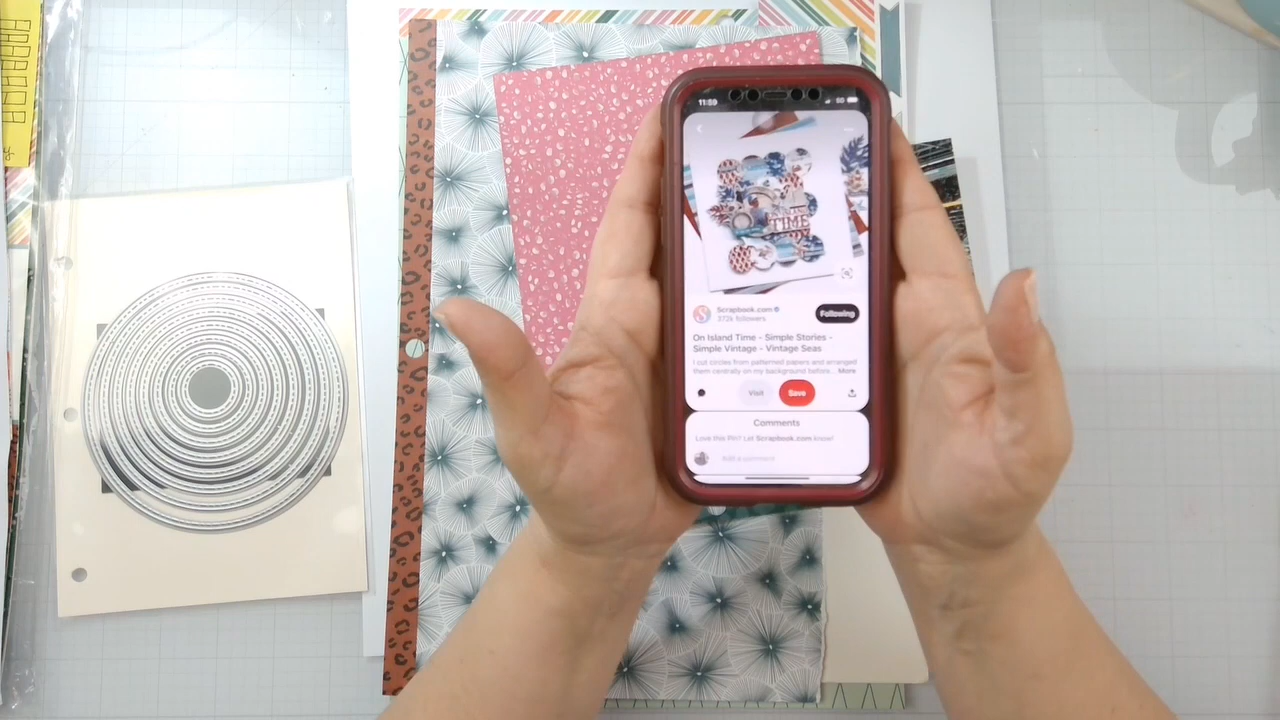 11:59
5G
TIME
Scrapbook.com
372k followers
Following
On Island Time - Simple Stories -
Simple Vintage - Vintage Seas
I cut circles from patterned papers and arranged
them centrally on my background before... More
Visit
Save
Comments
Love this Pin? Let Scrapbook.com know!
Add a comment